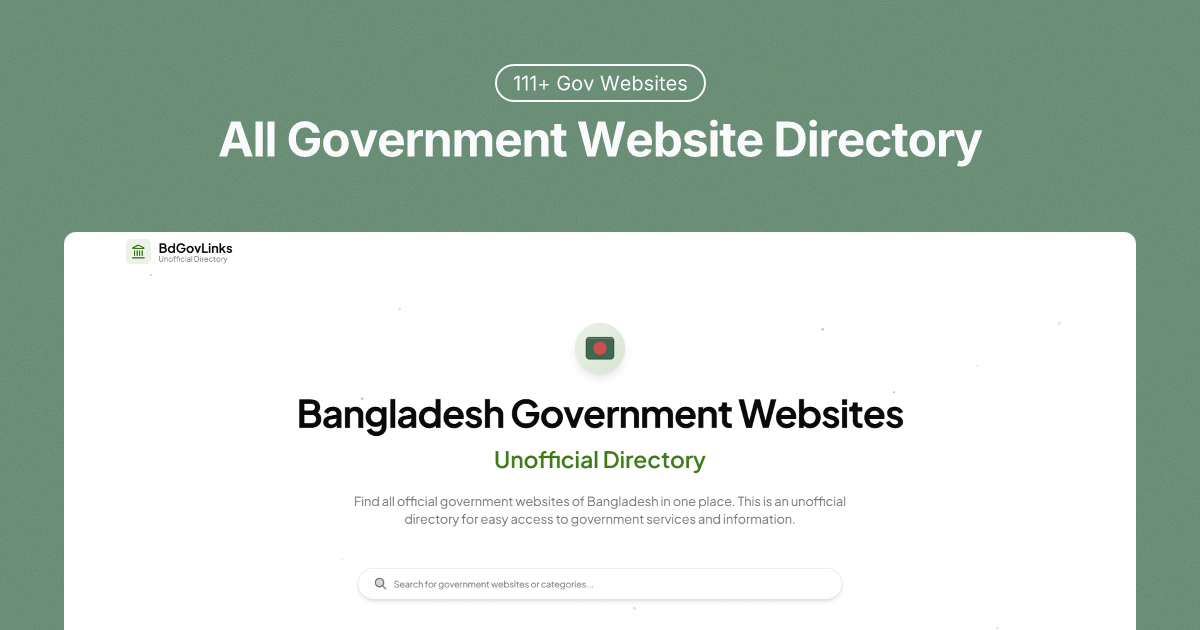 111+ Gov Websites
All Government Website Directory
BdGovLinks
Unofficial Directory
Bangladesh Government Websites
Unofficial Directory
Find all official government websites of Bangladesh in one place. This is an unofficial
directory for easy access to government services and information.
Search for government websites or categories...